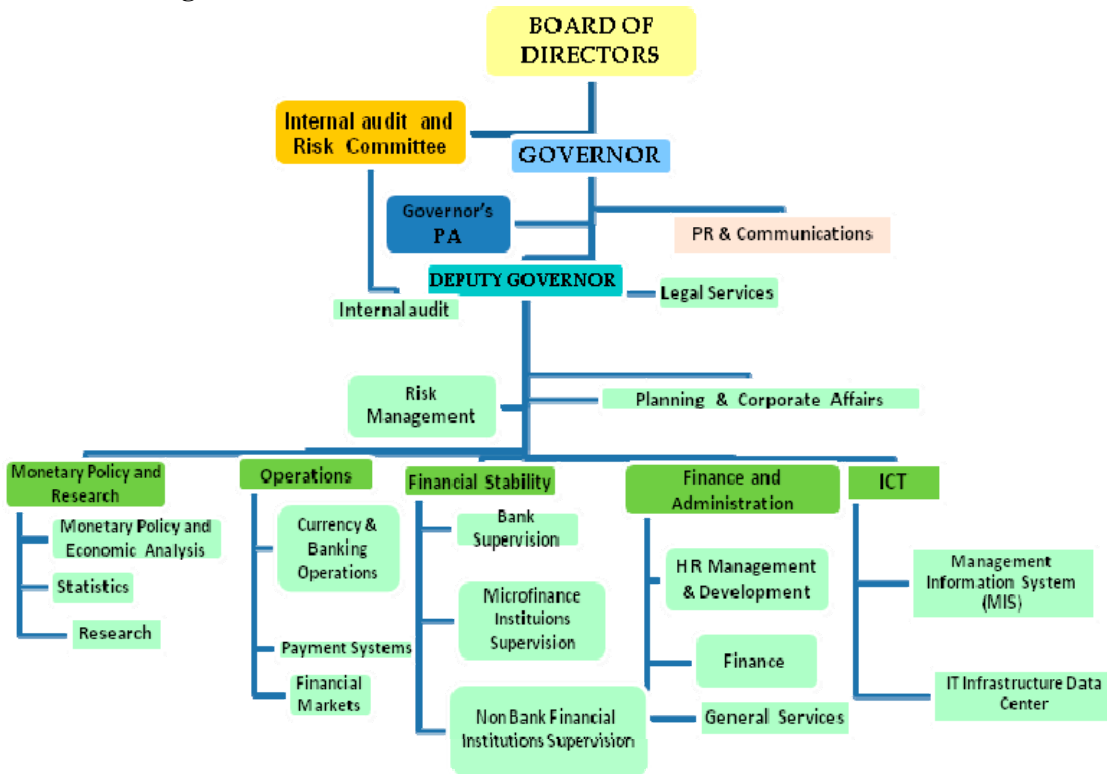 BOARD OF
DIRECTORS
Internal audit and
Risk Committee
GOVERNOR
Governor's
PA
PR & Communications
DEPUTY GOVERNOR
Legal Services
Internal audit
Risk
Management
Planning & Corporate Affairs
Monetary Policy and
Research
Operations
Financial Stability
Finance and
Administration
ICT
Monetary Policy and
Economic Analysis
Statistics
Research
Currency &
Banking
Operations
Payment Systems
Financial
Markets
Bank
Supervision
Microfinance
Instituions
Supervision
Non Bank Financial
Institutions Supervision
HR Management
& Development
Finance
General Services
Management
Information System
(MIS)
IT Infrastructure Data
Center